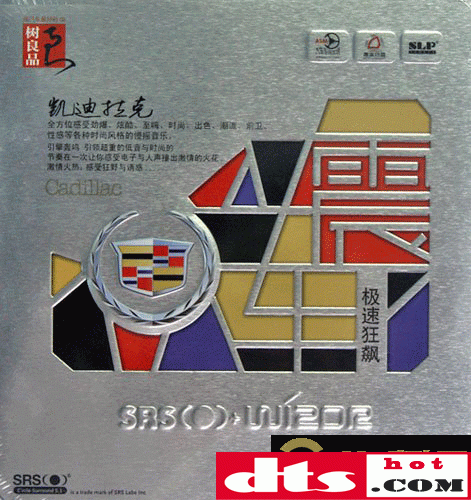 树良品
SLP
凯迪拉克
全方位感受劲爆、炫酷、至嗨、时尚、出色、潮流、前卫、
性感等各种时尚风格的慢摇音乐,
引擎轰鸣 引领超重的低音与时尚的
节奏在一次让你感受电子与人声撞出激情的火花,
激情火热, 感受狂野与诱惑...
Cadillac
震
极速狂飙
SRS(●)→WIZOR
SRS(●)
Circle Surround 5.1
is a trade mark of SRS Labs Inc
dts
hot
.com